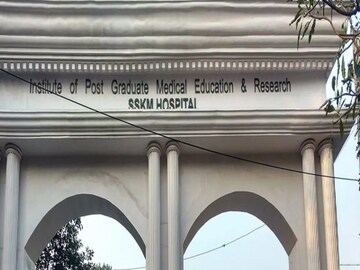 Institute of Post Graduate Medical Education & Research
SSKM HOSPITAL